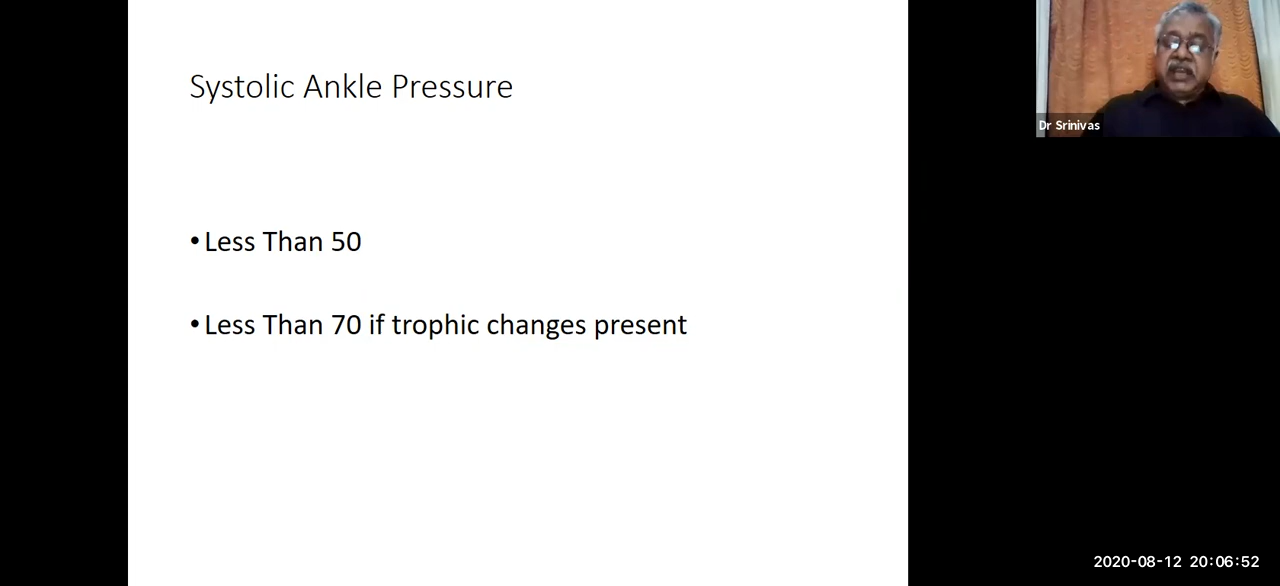 Systolic Ankle Pressure
Dr Srinivas
•Less Than 50
•Less Than 70 if trophic changes present
2020-08-12 20:06:52